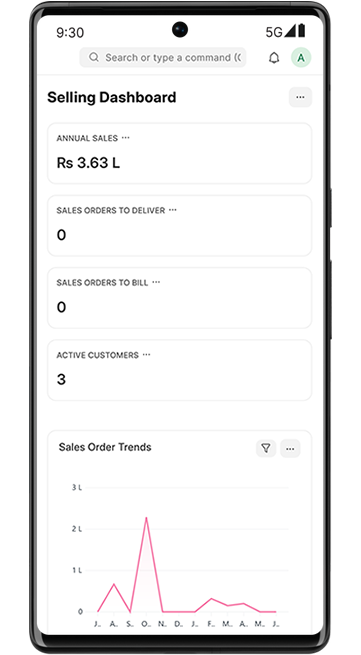 9:30 5G
Search or type a command (C
A
Selling Dashboard ...
ANNUAL SALES ...
₨ 3.63 L
SALES ORDERS TO DELIVER ...
0
SALES ORDERS TO BILL ...
0
ACTIVE CUSTOMERS ...
3
Sales Order Trends ...
3 L
2 L
1 L
0
J.. A.. S.. O.. N.. D.. J.. F.. M.. A.. M.. J..